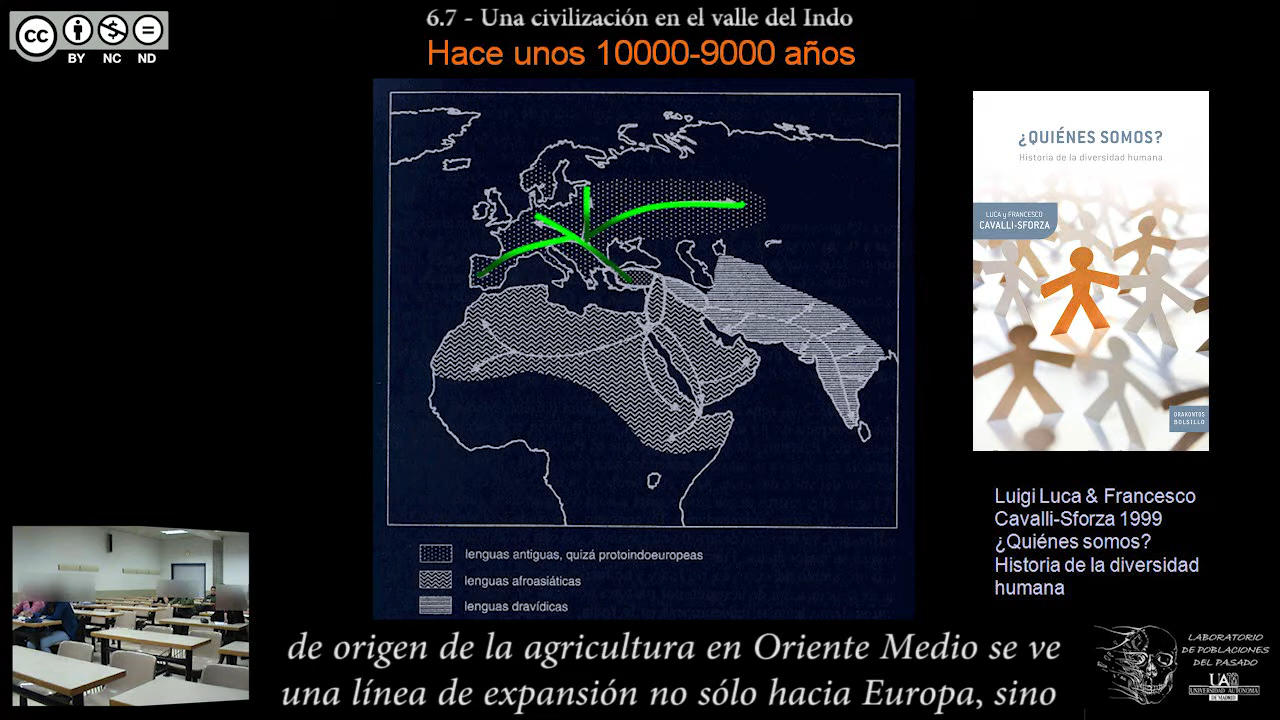 6.7 - Una civilización en el valle del Indo
Hace unos 10000-9000 años
CC
BY NC ND
¿QUIÉNES SOMOS?
Historia de la diversidad humana
LUCA y FRANCESCO
CAVALLI-SFORZA
DRAKONTOS
BOLSILLO
Luigi Luca & Francesco
Cavalli-Sforza 1999
¿Quiénes somos?
Historia de la diversidad
humana
lenguas antiguas, quizá protoindoeuropeas
lenguas afroasiáticas
lenguas dravídicas
de origen de la agricultura en Oriente Medio se ve
una línea de expansión no sólo hacia Europa, sino
LABORATORIO
DE POBLACIONES
DEL PASADO
UAM
UNIVERSIDAD AUTONOMA
DE MADRID